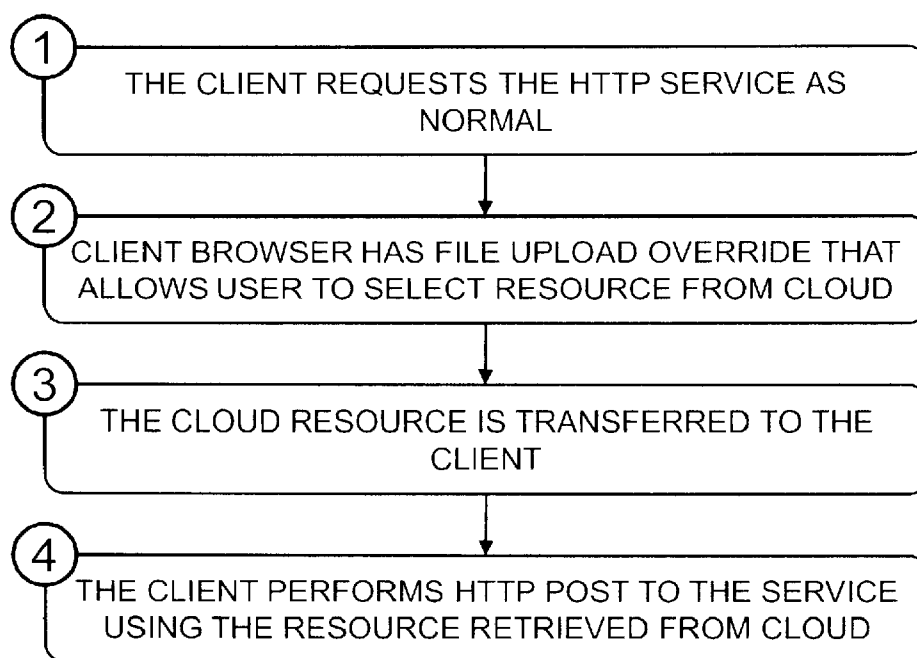 1
THE CLIENT REQUESTS THE HTTP SERVICE AS
NORMAL
2
CLIENT BROWSER HAS FILE UPLOAD OVERRIDE THAT
ALLOWS USER TO SELECT RESOURCE FROM CLOUD
3
THE CLOUD RESOURCE IS TRANSFERRED TO THE
CLIENT
4
THE CLIENT PERFORMS HTTP POST TO THE SERVICE
USING THE RESOURCE RETRIEVED FROM CLOUD